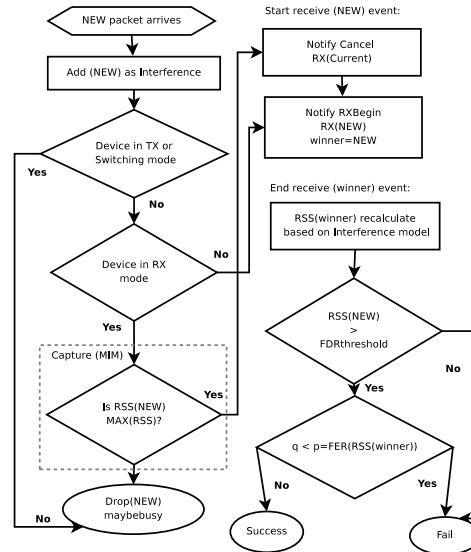 NEW packet arrives
Add (NEW) as Interference
Device in TX or
Switching mode
Yes
No
Device in RX
mode
No
Yes
Capture (MIM)
Is RSS(NEW)
MAX(RSS)?
Yes
Drop(NEW)
maybebusy
No
Start receive (NEW) event:
Notify Cancel
RX(Current)
Notify RXBegin
RX(NEW)
winner=NEW
End receive (winner) event:
RSS(winner) recalculate
based on Interference model
RSS(NEW)
>
FDRthreshold
No
Yes
q < p=FER(RSS(winner))
No
Yes
Success
Fail